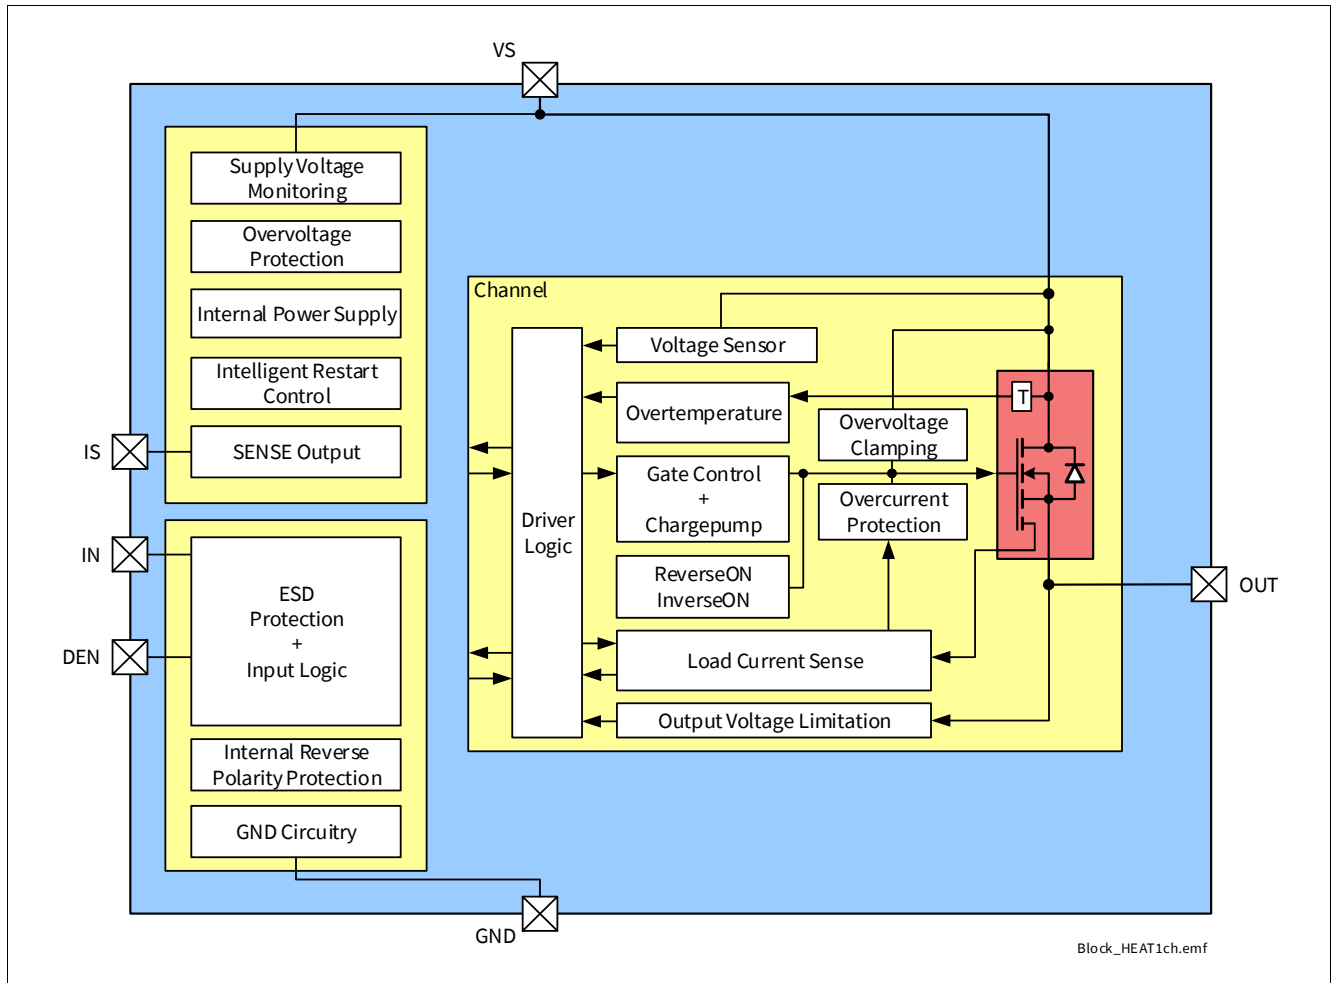 VS
Supply Voltage
Monitoring
Overvoltage
Protection
Internal Power Supply
Intelligent Restart
Control
SENSE Output
IS
IN
DEN
ESD
Protection
+
Input Logic
Internal Reverse
Polarity Protection
GND Circuitry
GND
Channel
Driver
Logic
Voltage Sensor
Overtemperature
T
Overvoltage
Clamping
Gate Control
+
Chargepump
Overcurrent
Protection
ReverseON
InverseON
Load Current Sense
Output Voltage Limitation
OUT
Block_HEAT1ch.emf